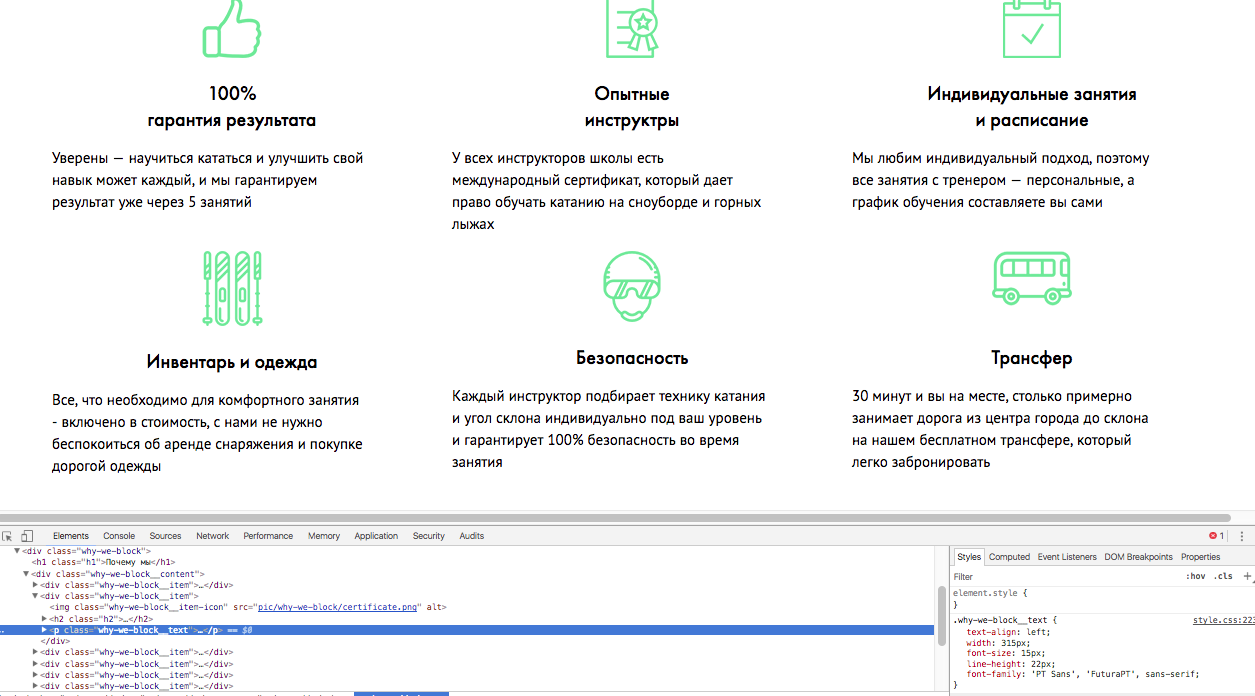 100%
гарантия результата
Опытные
инструктры
Индивидуальные занятия
и расписание
Уверены — научиться кататься и улучшить свой
навык может каждый, и мы гарантируем
результат уже через 5 занятий
У всех инструкторов школы есть
международный сертификат, который дает
право обучать катанию на сноуборде и горных
лыжах
Мы любим индивидуальный подход, поэтому
все занятия с тренером — персональные, а
график обучения составляете вы сами
Инвентарь и одежда
Безопасность
Трансфер
Все, что необходимо для комфортного занятия
- включено в стоимость, с нами не нужно
беспокоиться об аренде снаряжения и покупке
дорогой одежды
Каждый инструктор подбирает технику катания
и угол склона индивидуально под ваш уровень
и гарантирует 100% безопасность во время
занятия
30 минут и вы на месте, столько примерно
занимает дорога из центра города до склона
на нашем бесплатном трансфере, который
легко забронировать
Elements Console Sources Network Performance Memory Application Security Audits 1
<div class="why-we-block">
<h1 class="h1">Почему мы</h1>
<div class="why-we-block__content">
<div class="why-we-block__item">…</div>
<div class="why-we-block__item">
<img class="why-we-block__item-icon" src="pic/why-we-block/certificate.png" alt>
<h2 class="h2">…</h2>
<p class="why-we-block__text">…</p> == $0
</div>
<div class="why-we-block__item">…</div>
<div class="why-we-block__item">…</div>
<div class="why-we-block__item">…</div>
<div class="why-we-block__item">…</div>
Styles Computed Event Listeners DOM Breakpoints Properties
Filter :hov .cls +
element.style {
}
.why-we-block__text { style.css:223
text-align: left;
width: 315px;
font-size: 15px;
line-height: 22px;
font-family: 'PT Sans', 'FuturaPT', sans-serif;
}